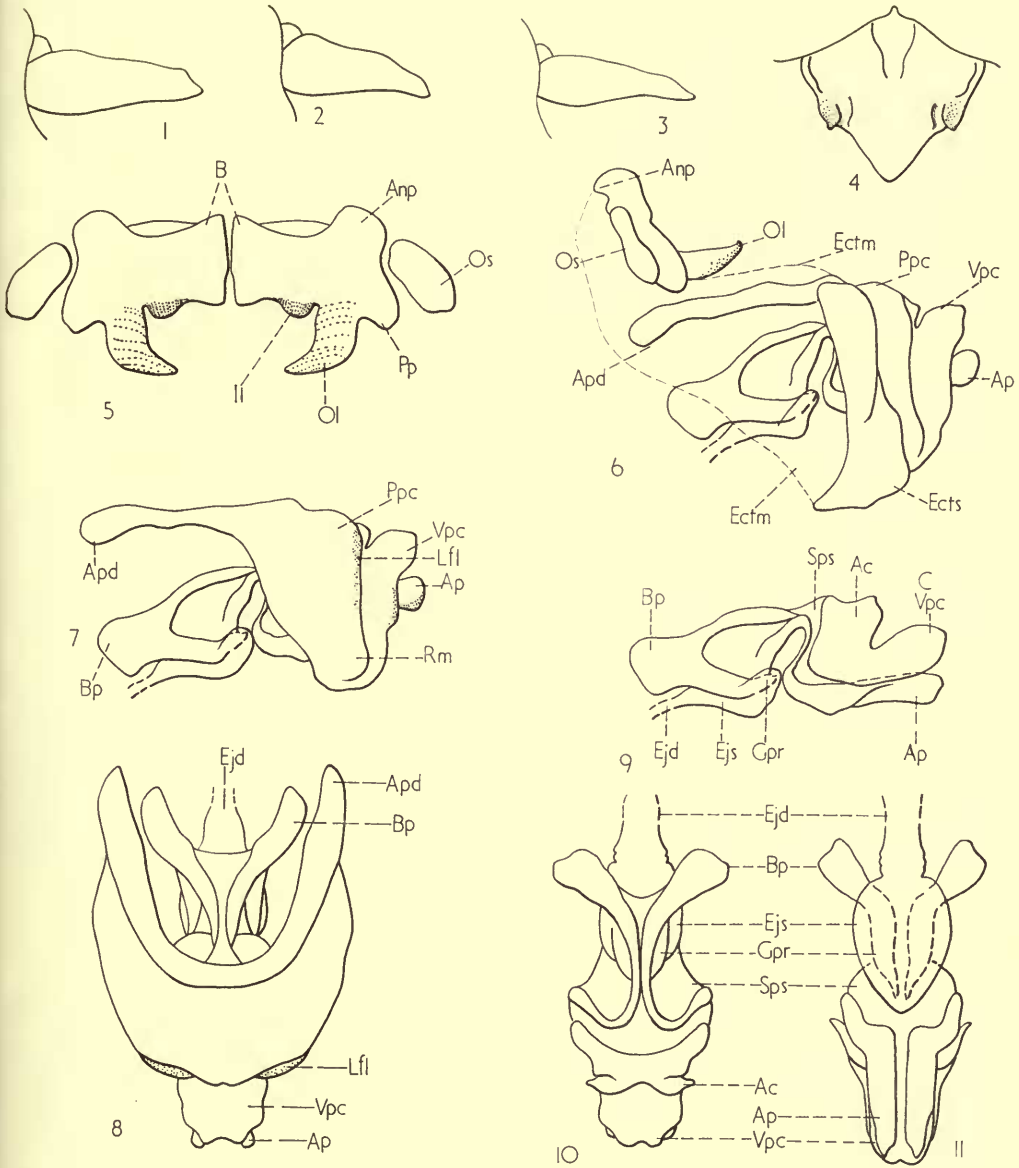 1
2
3
4
B
Anp
Os
Pp
Il
Ol
5
Anp
Os
Ol
Ectm
Ppc
Vpc
Apd
Ap
6
Ectm
Ects
Ppc
Vpc
Lfl
Ap
Apd
7
Bp
Rm
Sps
Ac
C
Vpc
Bp
Ejd
Ejs
Gpr
Ap
9
Ejd
Apd
Bp
Lfl
Vpc
Ap
8
Ejd
Bp
Ejs
Gpr
Sps
Ac
Ap
Vpc
10
11